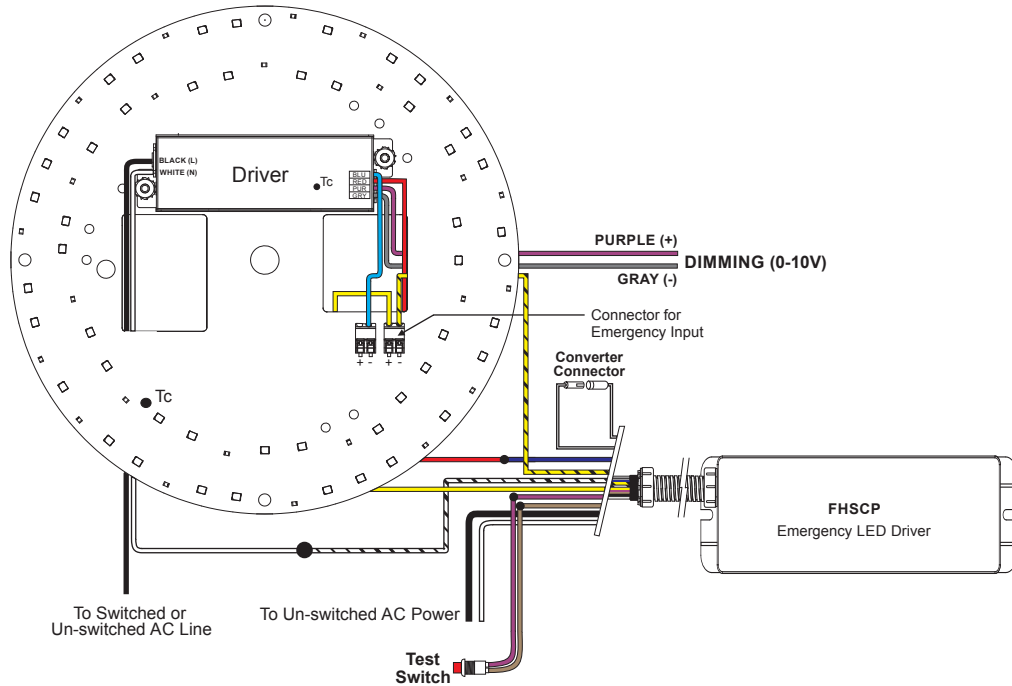 BLACK (L)
WHITE (N)
Driver
Tc
BLU
RED
PUR
GRY
PURPLE (+)
DIMMING (0-10V)
GRAY (-)
Connector for
Emergency Input
+ - + -
Converter
Connector
Tc
FHSCP
Emergency LED Driver
To Switched or
Un-switched AC Line
To Un-switched AC Power
Test
Switch